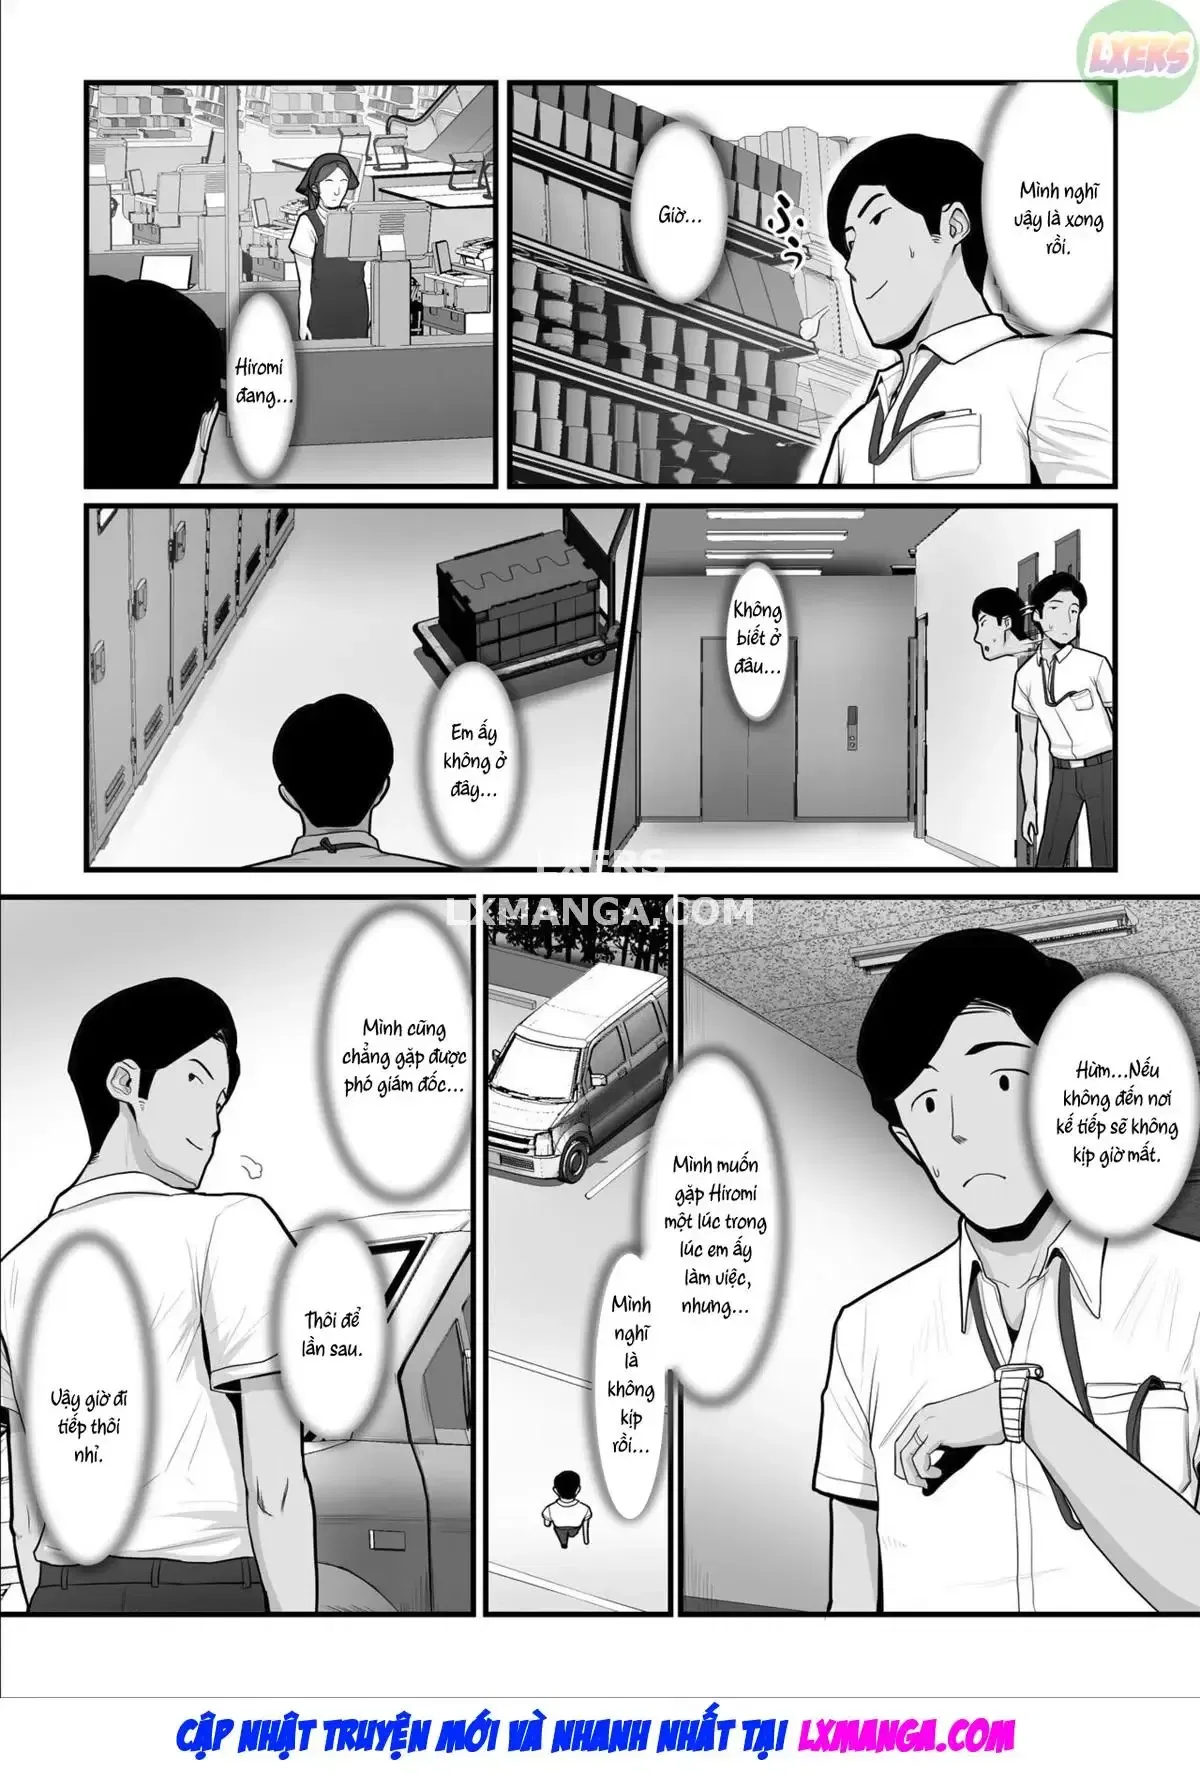 LXERS
Mình nghĩ
vậy là xong
rồi.
ふぅっ
Giờ...
Hiromi
đang...
Không
biết ở
đâu...
Em ấy
không ở
đây...
LXERS
LXMANGA.COM
Hừm...Nếu
không đến nơi
kế tiếp sẽ không
kịp giờ mất.
Mình muốn
gặp Hiromi
một lúc trong
lúc em ấy
làm việc,
nhưng...
Mình
nghĩ
là
không
kịp
rồi...
Mình cũng
chẳng gặp được
phó giám đốc...
Thôi để
lần sau.
Vậy giờ đi
tiếp thôi
nhỉ.
CẬP NHẬT TRUYỆN MỚI VÀ NHANH NHẤT TẠI LXMANGA.COM